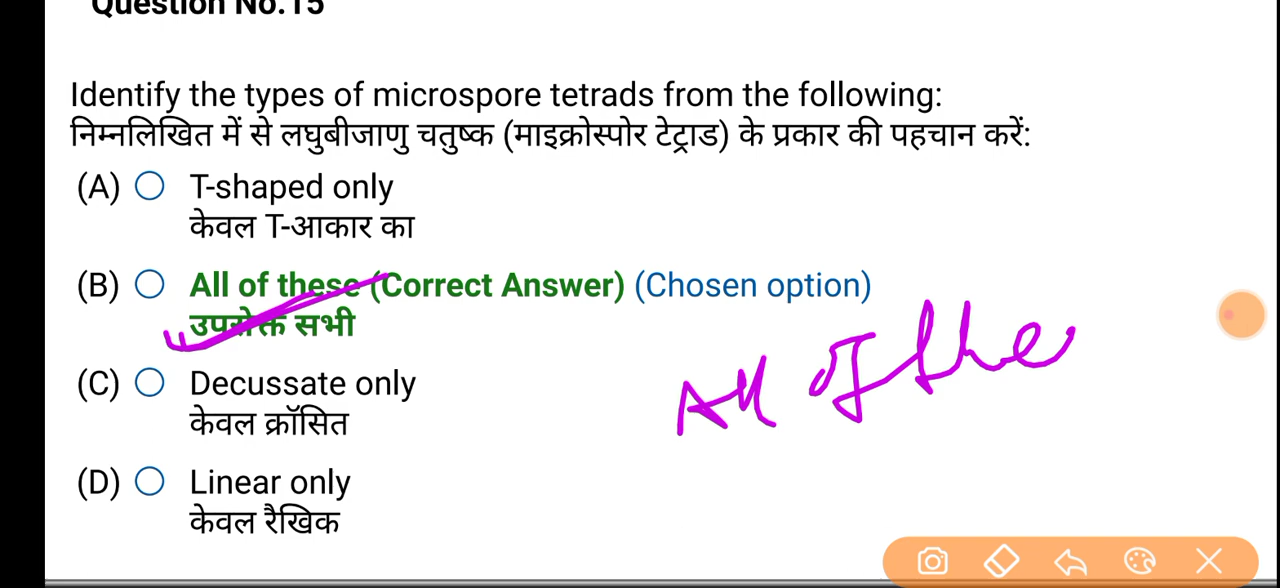 Question No.15
Identify the types of microspore tetrads from the following:
निम्नलिखित में से लघुबीजाणु चतुष्क (माइक्रोस्पोर टेट्राड) के प्रकार की पहचान करें:
(A) T-shaped only
केवल T-आकार का
(B) All of these (Correct Answer) (Chosen option)
उपरोक्त सभी
All of the
(C) Decussate only
केवल क्रॉसित
(D) Linear only
केवल रैखिक